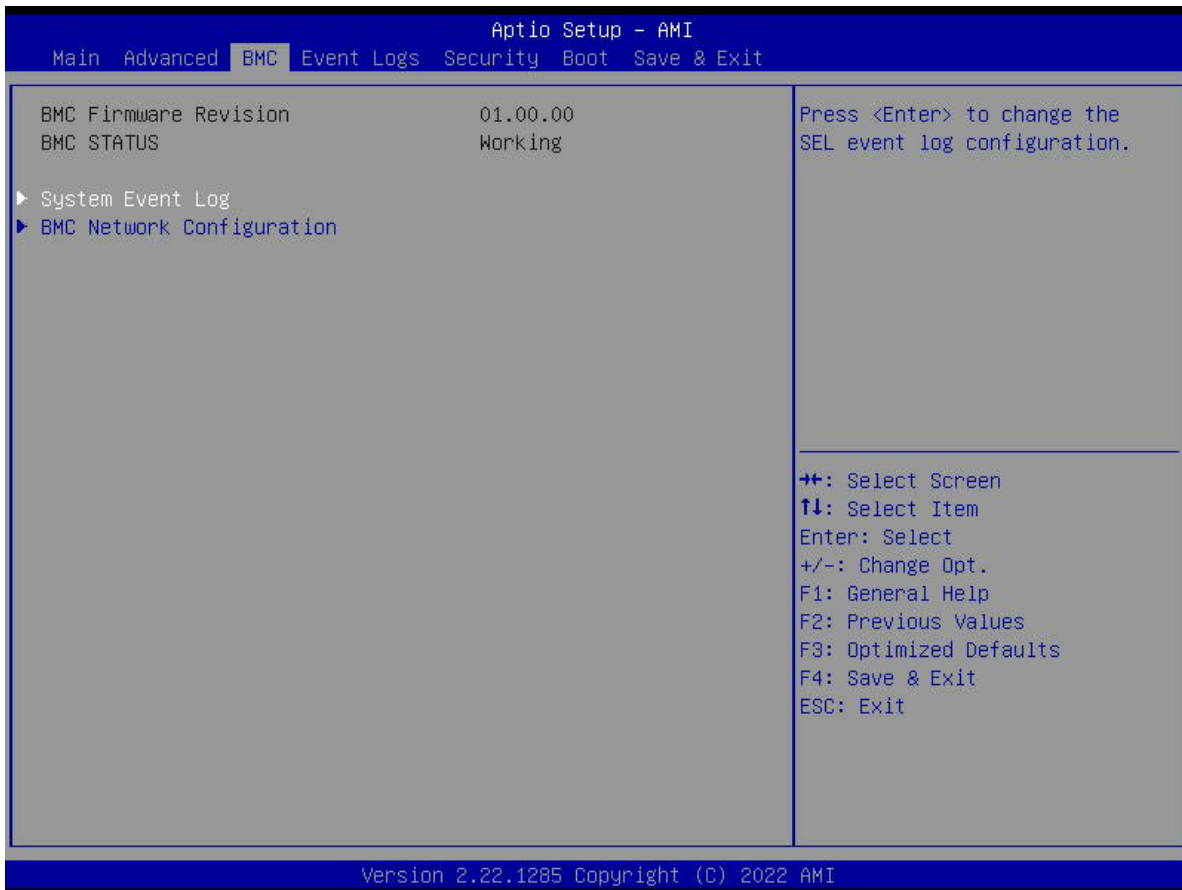 Aptio Setup - AMI
Main Advanced BMC Event Logs Security Boot Save & Exit
BMC Firmware Revision 01.00.00
BMC STATUS Working
System Event Log
BMC Network Configuration
Press <Enter> to change the
SEL event log configuration.
→←: Select Screen
↑↓: Select Item
Enter: Select
+/-: Change Opt.
F1: General Help
F2: Previous Values
F3: Optimized Defaults
F4: Save & Exit
ESC: Exit
Version 2.22.1285 Copyright (C) 2022 AMI